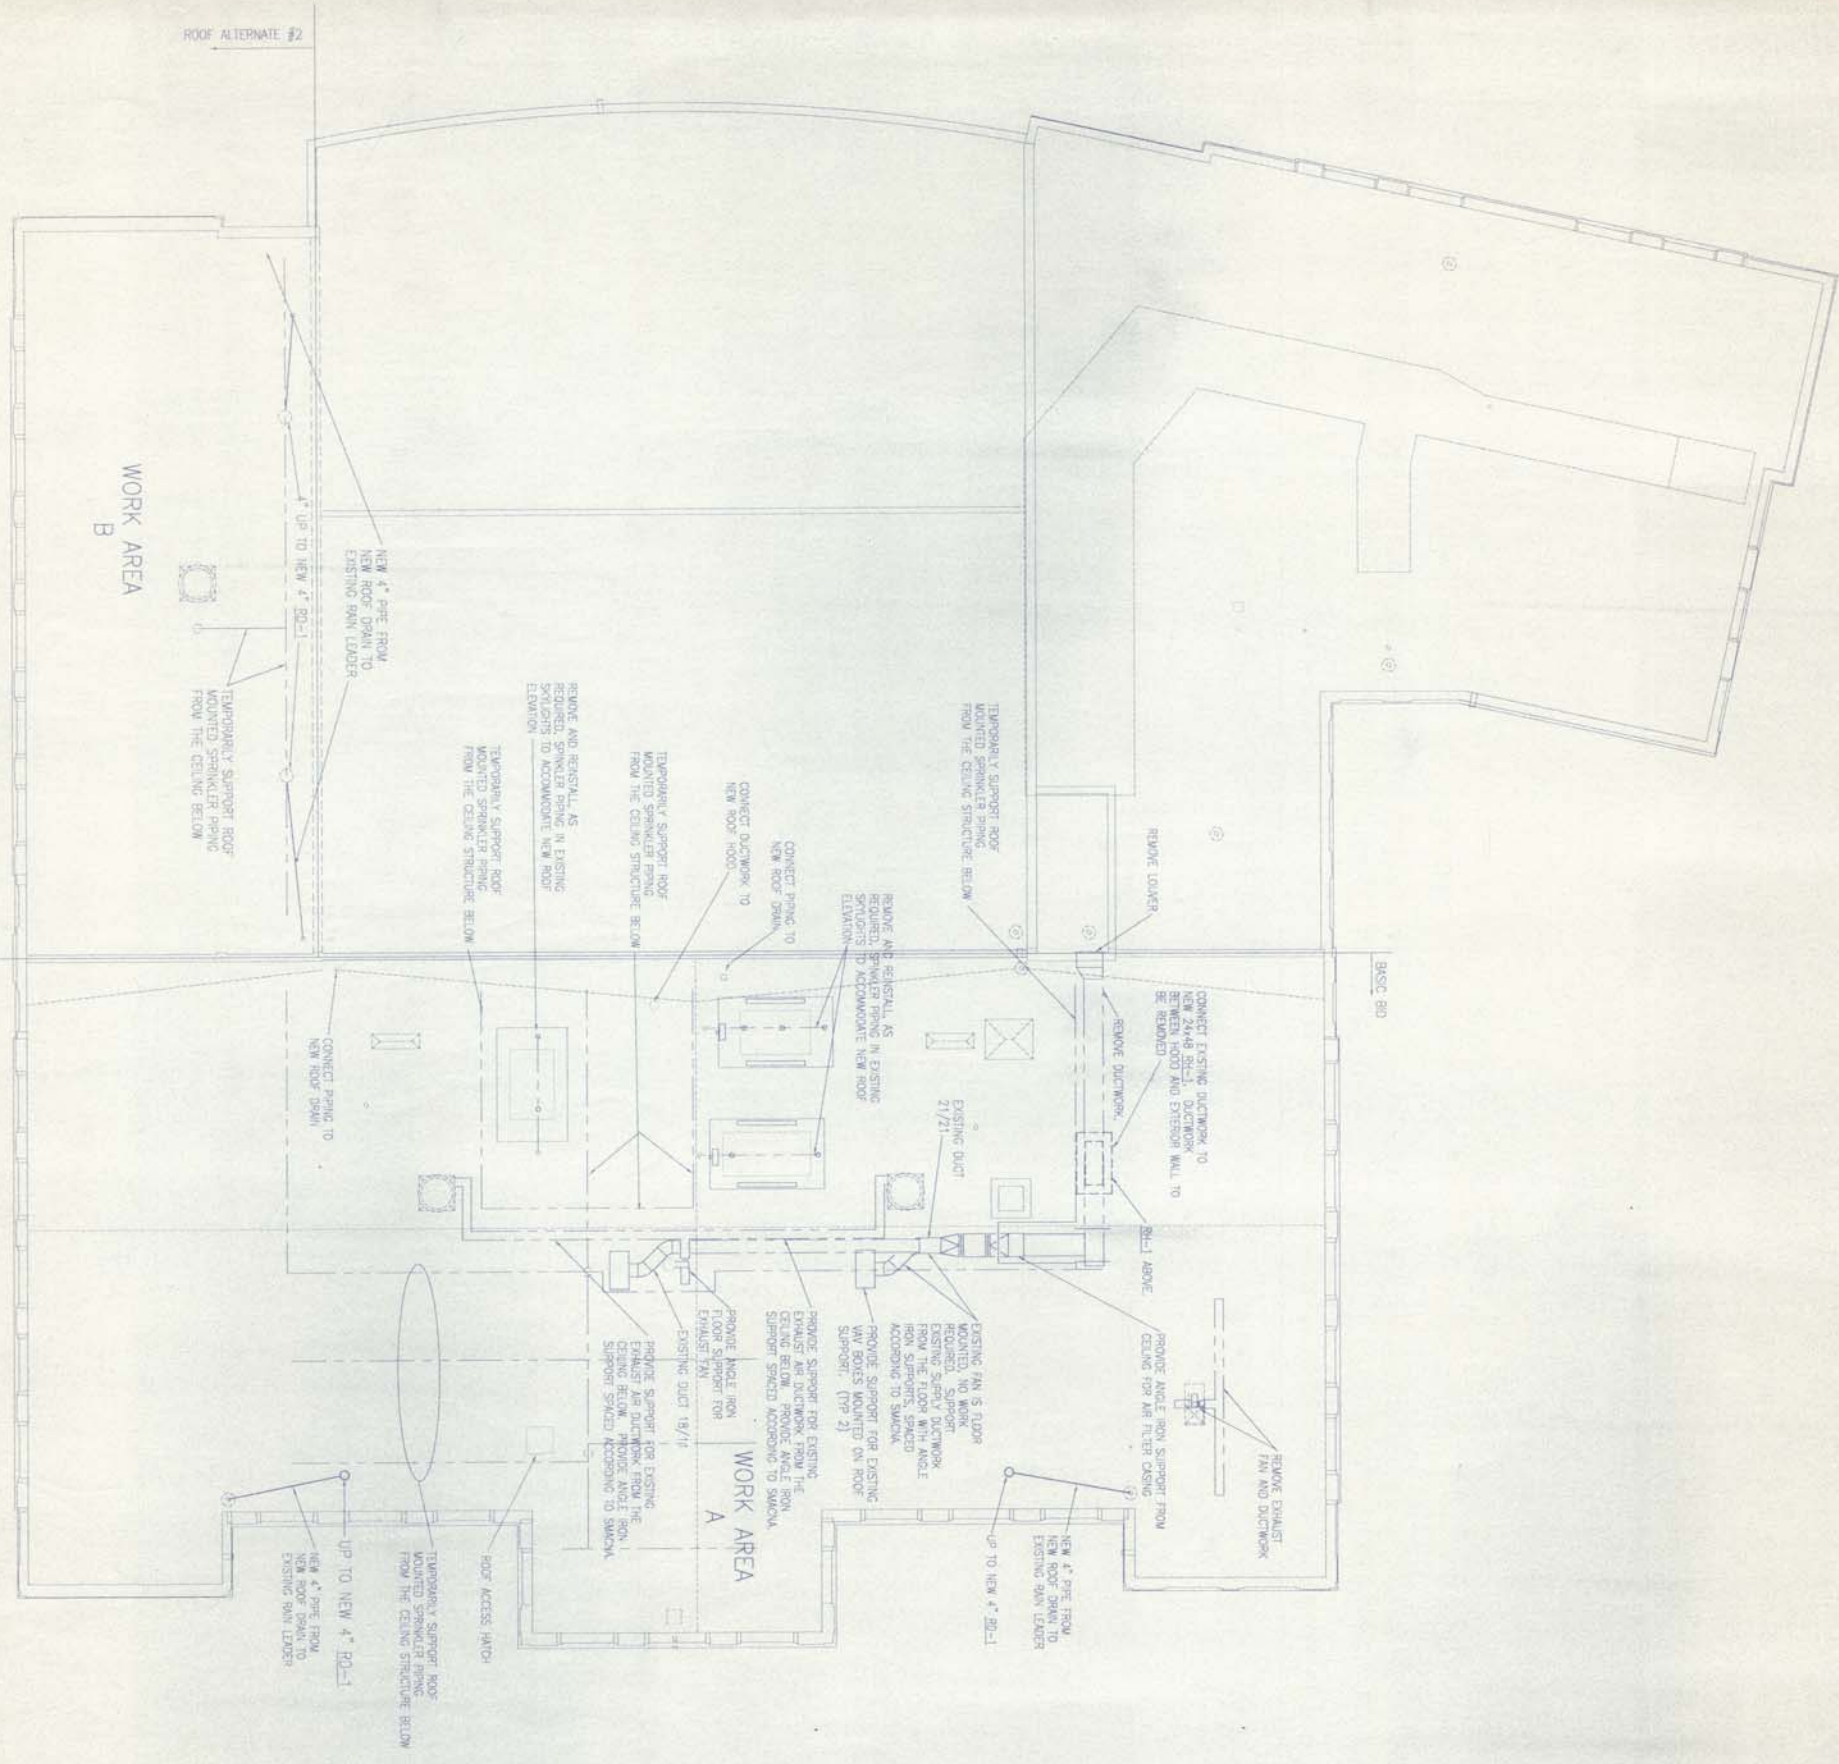 ROOF ALTERNATE #2
BASIC BID
REMOVE LOUVER
CONNECT EXISTING DUCTWORK TO
NEW 24x48 RH-1. DUCTWORK
BETWEEN HOOD AND EXTERIOR WALL TO
BE REMOVED
REMOVE DUCTWORK.
RH-1 ABOVE
REMOVE EXHAUST
FAN AND DUCTWORK
PROVIDE ANGLE IRON SUPPORT FROM
CEILING FOR AIR FILTER CASING
NEW 4" PIPE FROM
NEW ROOF DRAIN TO
EXISTING RAIN LEADER
UP TO NEW 4" RD-1
TEMPORARILY SUPPORT ROOF
MOUNTED SPRINKLER PIPING
FROM THE CEILING STRUCTURE BELOW
EXISTING DUCT
21/21
EXISTING FAN IS FLOOR
MOUNTED, NO WORK
REQUIRED. SUPPORT
EXISTING SUPPLY DUCTWORK
FROM THE FLOOR WITH ANGLE
IRON SUPPORTS, SPACED
ACCORDING TO SMACNA.
REMOVE AND REINSTALL, AS
REQUIRED, SPINKLER PIPING IN EXISTING
SKYLIGHTS TO ACCOMMODATE NEW ROOF
ELEVATION
PROVIDE SUPPORT FOR EXISTING
VAV BOXES MOUNTED ON ROOF
SUPPORT. (TYP 2)
CONNECT PIPING TO
NEW ROOF DRAIN
PROVIDE SUPPORT FOR EXISTING
EXHAUST AIR DUCTWORK FROM THE
CEILING BELOW. PROVIDE ANGLE IRON
SUPPORT SPACED ACCORDING TO SMACNA.
CONNECT DUCTWORK TO
NEW ROOF HOOD
WORK AREA
A
PROVIDE ANGLE IRON
FLOOR SUPPORT FOR
EXHAUST FAN
EXISTING DUCT 18/11
TEMPORARILY SUPPORT ROOF
MOUNTED SPRINKLER PIPING
FROM THE CEILING STRUCTURE BELOW
PROVIDE SUPPORT FOR EXISTING
EXHAUST AIR DUCTWORK FROM THE
CEILING BELOW. PROVIDE ANGLE IRON
SUPPORT SPACED ACCORDING TO SMACNA.
REMOVE AND REINSTALL, AS
REQUIRED, SPINKLER PIPING IN EXISTING
SKYLIGHTS TO ACCOMMODATE NEW ROOF
ELEVATION
TEMPORARILY SUPPORT ROOF
MOUNTED SPRINKLER PIPING
FROM THE CEILING STRUCTURE BELOW
ROOF ACCESS HATCH
TEMPORARILY SUPPORT ROOF
MOUNTED SPRINKLER PIPING
FROM THE CEILING STRUCTURE BELOW
NEW 4" PIPE FROM
NEW ROOF DRAIN TO
EXISTING RAIN LEADER
4" UP TO NEW 4" RD-1
CONNECT PIPING TO
NEW ROOF DRAIN
UP TO NEW 4" RD-1
NEW 4" PIPE FROM
NEW ROOF DRAIN TO
EXISTING RAIN LEADER
TEMPORARILY SUPPORT ROOF
MOUNTED SPRINKLER PIPING
FROM THE CEILING BELOW
WORK AREA
B